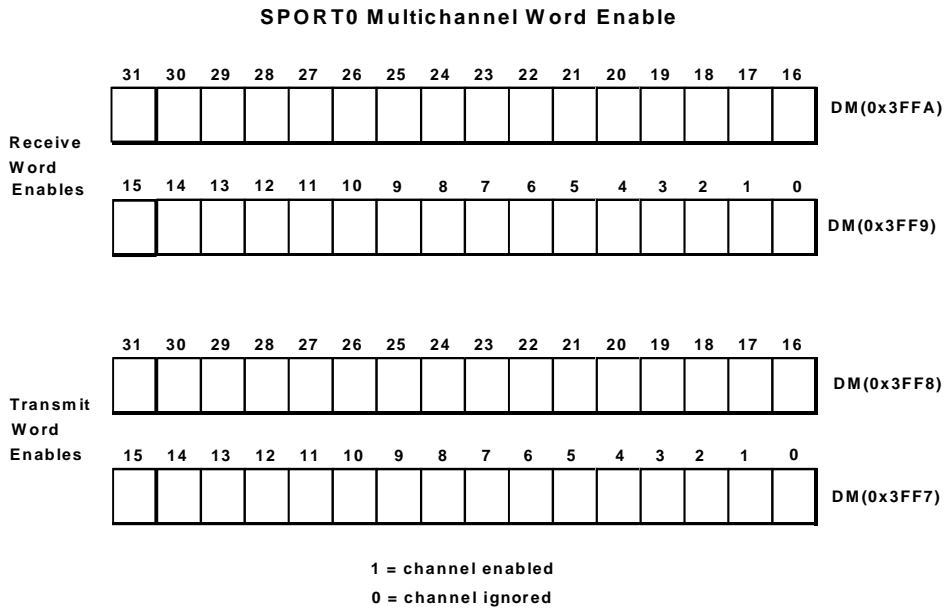 SPORT0 Multichannel Word Enable
31 30 29 28 27 26 25 24 23 22 21 20 19 18 17 16
DM(0x3FFA)
Receive
Word
Enables
15 14 13 12 11 10 9 8 7 6 5 4 3 2 1 0
DM(0x3FF9)
31 30 29 28 27 26 25 24 23 22 21 20 19 18 17 16
DM(0x3FF8)
Transmit
Word
Enables
15 14 13 12 11 10 9 8 7 6 5 4 3 2 1 0
DM(0x3FF7)
1 = channel enabled
0 = channel ignored